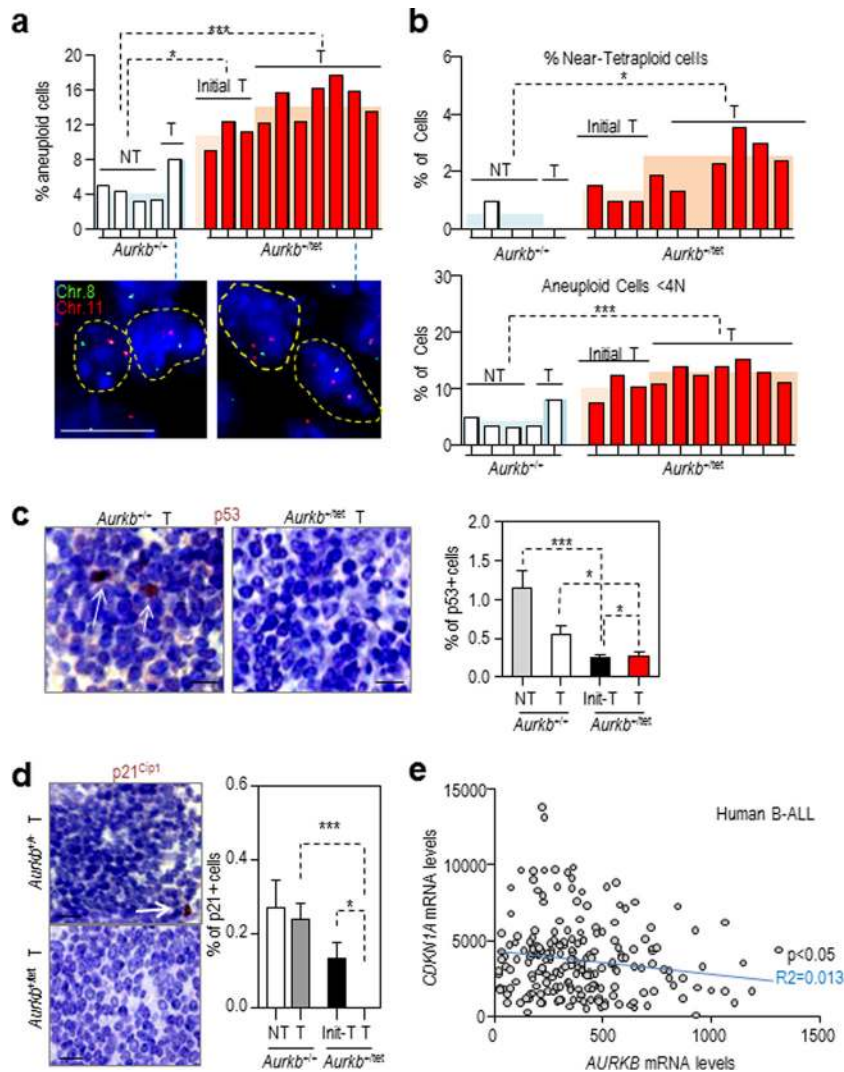 a
***
*
T
Initial T
T
NT
20
16
12
8
4
0
% aneuploid cells
Aurkb+/+
Aurkb+/tet
Chr.8
Chr.11
b
% Near-Tetraploid cells
*
T
Initial T
NT
T
6
4
2
0
% of Cells
Aurkb+/+
Aurkb+/tet
Aneuploid Cells <4N
***
T
Initial T
NT
T
30
20
10
0
% of Cells
Aurkb+/+
Aurkb+/tet
c
Aurkb+/+ T
p53
Aurkb+/tet T
2.0
1.5
1.0
0.5
0.0
% of p53+cells
***
*
*
NT T Init-T T
Aurkb+/+ Aurkb+/tet
d
p21Cip1
Aurkb+/+ T
Aurkb+/tet T
0.6
0.4
0.2
0.0
% of p21+cells
***
*
NT T Init-T T
Aurkb+/+ Aurkb+/tet
e
Human B-ALL
15000
10000
5000
0
CDKN1A mRNA levels
p<0.05
R2=0.013
0 500 1000 1500
AURKB mRNA levels